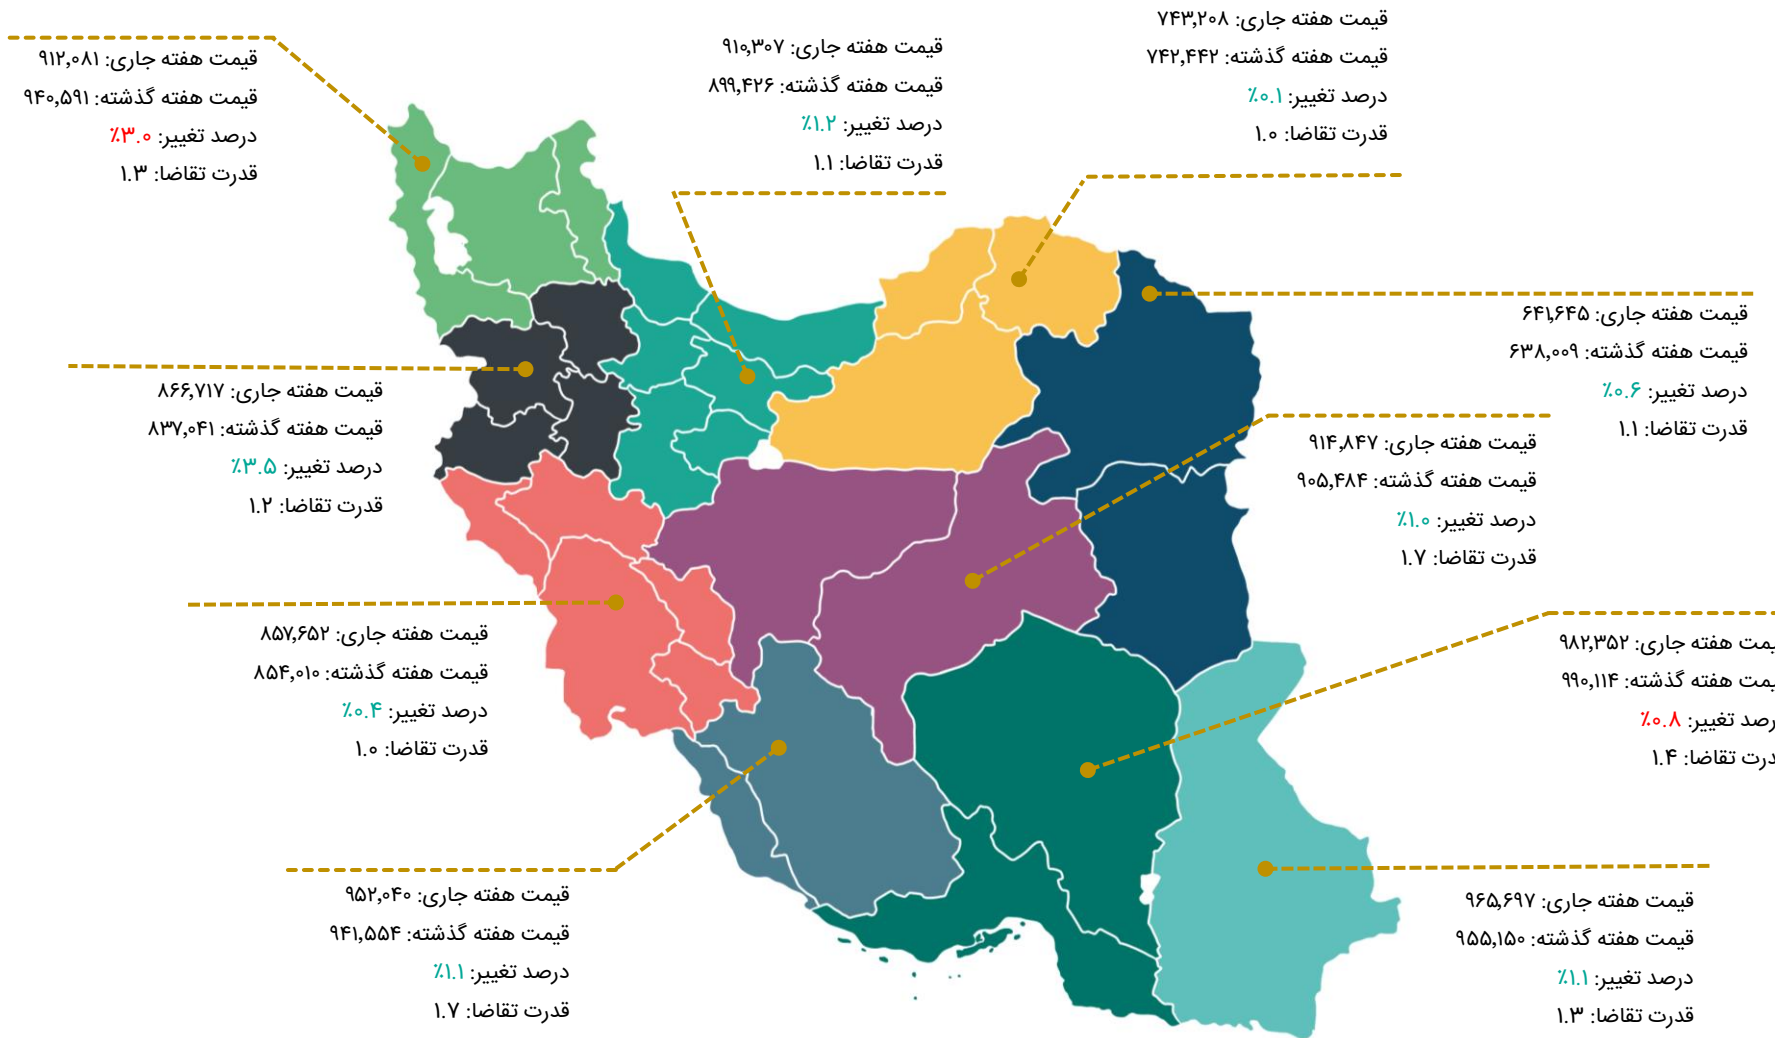 قیمت هفته جاری: ۹۱۲,۰۸۱
قیمت هفته گذشته: ۹۴۰,۵۹۱
درصد تغییر: ٪۳.۰
قدرت تقاضا: ۱.۳
قیمت هفته جاری: ۹۱۰,۳۰۷
قیمت هفته گذشته: ۸۹۹,۴۲۶
درصد تغییر: ٪۱.۲
قدرت تقاضا: ۱.۱
قیمت هفته جاری: ۷۴۳,۲۰۸
قیمت هفته گذشته: ۷۴۲,۴۴۲
درصد تغییر: ٪۰.۱
قدرت تقاضا: ۱.۰
قیمت هفته جاری: ۶۴۱,۶۴۵
قیمت هفته گذشته: ۶۳۸,۰۰۹
درصد تغییر: ٪۰.۶
قدرت تقاضا: ۱.۱
قیمت هفته جاری: ۸۶۶,۷۱۷
قیمت هفته گذشته: ۸۳۷,۰۴۱
درصد تغییر: ٪۳.۵
قدرت تقاضا: ۱.۲
قیمت هفته جاری: ۹۱۴,۸۴۷
قیمت هفته گذشته: ۹۰۵,۴۸۴
درصد تغییر: ٪۱.۰
قدرت تقاضا: ۱.۷
قیمت هفته جاری: ۸۵۷,۶۵۲
قیمت هفته گذشته: ۸۵۴,۰۱۰
درصد تغییر: ٪۰.۴
قدرت تقاضا: ۱.۰
یمت هفته جاری: ۹۸۲,۳۵۲
یمت هفته گذشته: ۹۹۰,۱۱۴
رصد تغییر: ٪۰.۸
درت تقاضا: ۱.۴
قیمت هفته جاری: ۹۵۲,۰۴۰
قیمت هفته گذشته: ۹۴۱,۵۵۴
درصد تغییر: ٪۱.۱
قدرت تقاضا: ۱.۷
قیمت هفته جاری: ۹۶۵,۶۹۷
قیمت هفته گذشته: ۹۵۵,۱۵۰
درصد تغییر: ٪۱.۱
قدرت تقاضا: ۱.۳